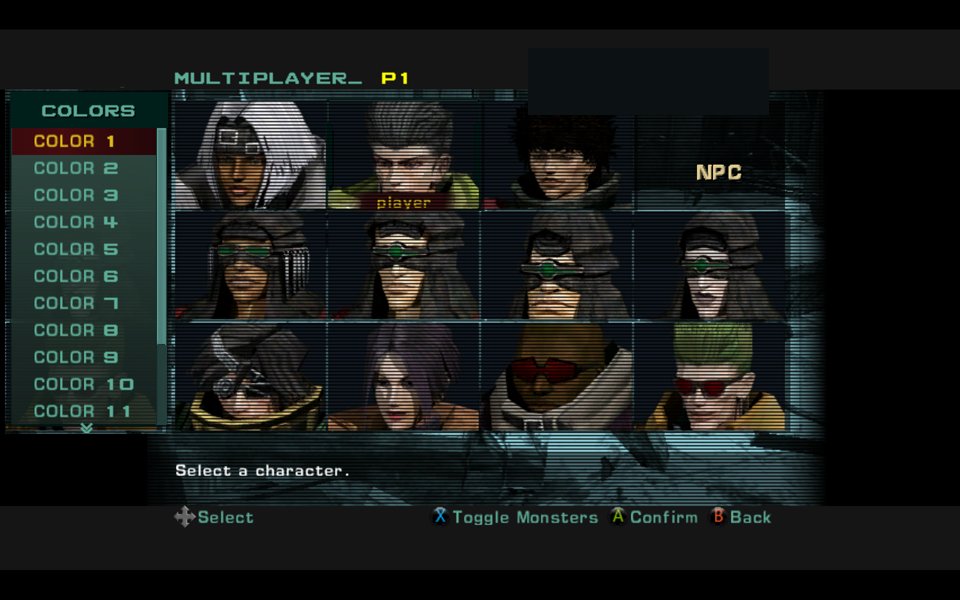 MULTIPLAYER_ P1
COLORS
COLOR 1
COLOR 2
COLOR 3
COLOR 4
COLOR 5
COLOR 6
COLOR 7
COLOR 8
COLOR 9
COLOR 10
COLOR 11
NPC
player
Select a character.
Select
X Toggle Monsters A Confirm B Back